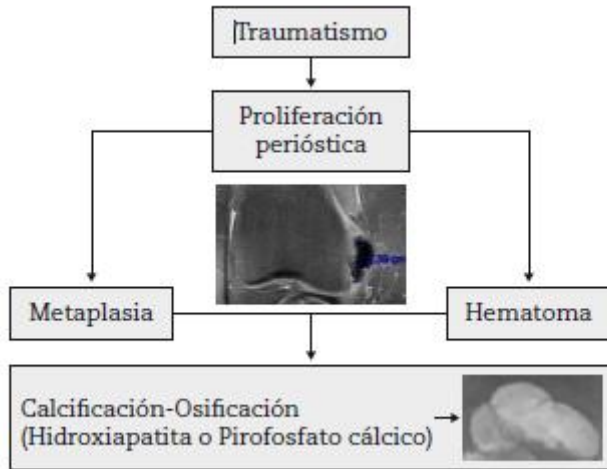 Traumatismo
Proliferación
perióstica
Metaplasia
Hematoma
Calcificación-Osificación
(Hidroxiapatita o Pirofosfato cálcico)